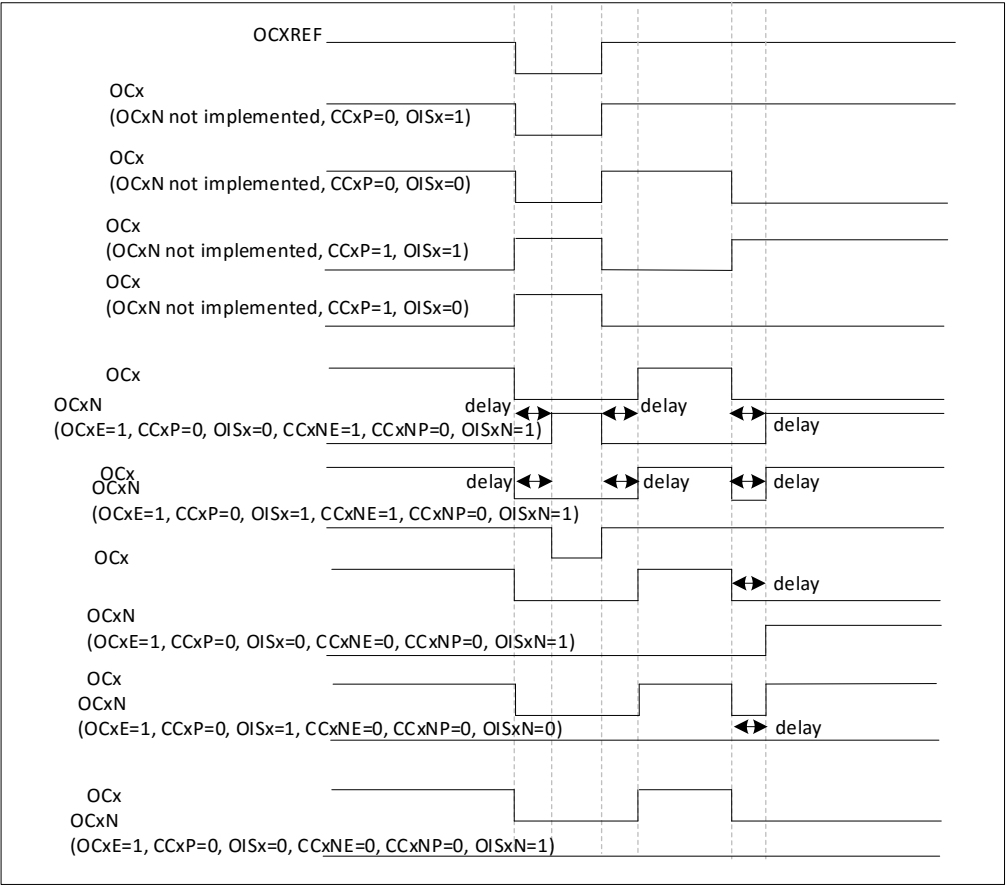 OCXREF
OCx
(OCxN not implemented, CCxP=0, OISx=1)
OCx
(OCxN not implemented, CCxP=0, OISx=0)
OCx
(OCxN not implemented, CCxP=1, OISx=1)
OCx
(OCxN not implemented, CCxP=1, OISx=0)
OCx
OCxN
delay
delay
delay
(OCxE=1, CCxP=0, OISx=0, CCxNE=1, CCxNP=0, OISxN=1)
OCx
OCxN
delay
delay
delay
(OCxE=1, CCxP=0, OISx=1, CCxNE=1, CCxNP=0, OISxN=1)
OCx
delay
OCxN
(OCxE=1, CCxP=0, OISx=0, CCxNE=0, CCxNP=0, OISxN=1)
OCx
OCxN
(OCxE=1, CCxP=0, OISx=1, CCxNE=0, CCxNP=0, OISxN=0)
delay
OCx
OCxN
(OCxE=1, CCxP=0, OISx=0, CCxNE=0, CCxNP=0, OISxN=1)